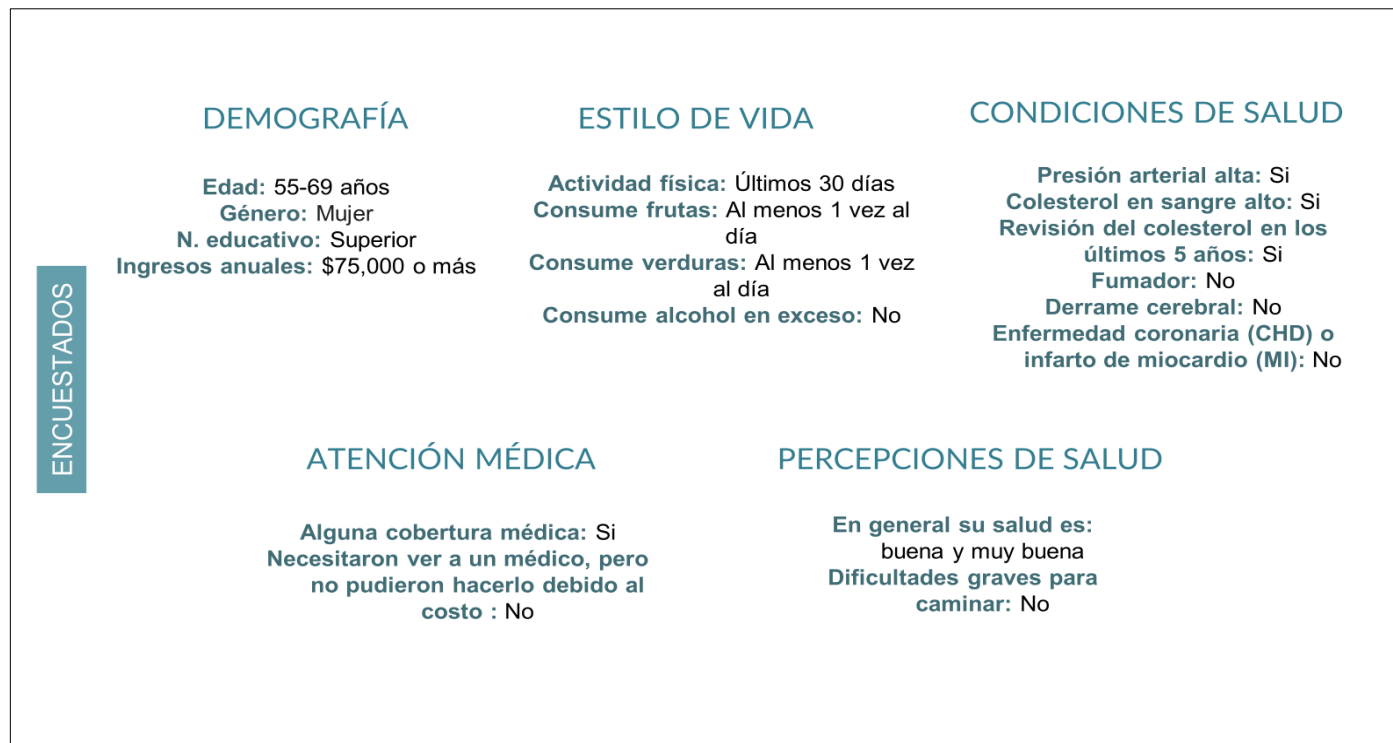 ENCUESTADOS
DEMOGRAFÍA
Edad: 55-69 años
Género: Mujer
N. educativo: Superior
Ingresos anuales: $75,000 o más
ESTILO DE VIDA
Actividad física: Últimos 30 días
Consume frutas: Al menos 1 vez al
día
Consume verduras: Al menos 1 vez
al día
Consume alcohol en exceso: No
CONDICIONES DE SALUD
Presión arterial alta: Si
Colesterol en sangre alto: Si
Revisión del colesterol en los
últimos 5 años: Si
Fumador: No
Derrame cerebral: No
Enfermedad coronaria (CHD) o
infarto de miocardio (MI): No
ATENCIÓN MÉDICA
Alguna cobertura médica: Si
Necesitaron ver a un médico, pero
no pudieron hacerlo debido al
costo : No
PERCEPCIONES DE SALUD
En general su salud es:
buena y muy buena
Dificultades graves para
caminar: No